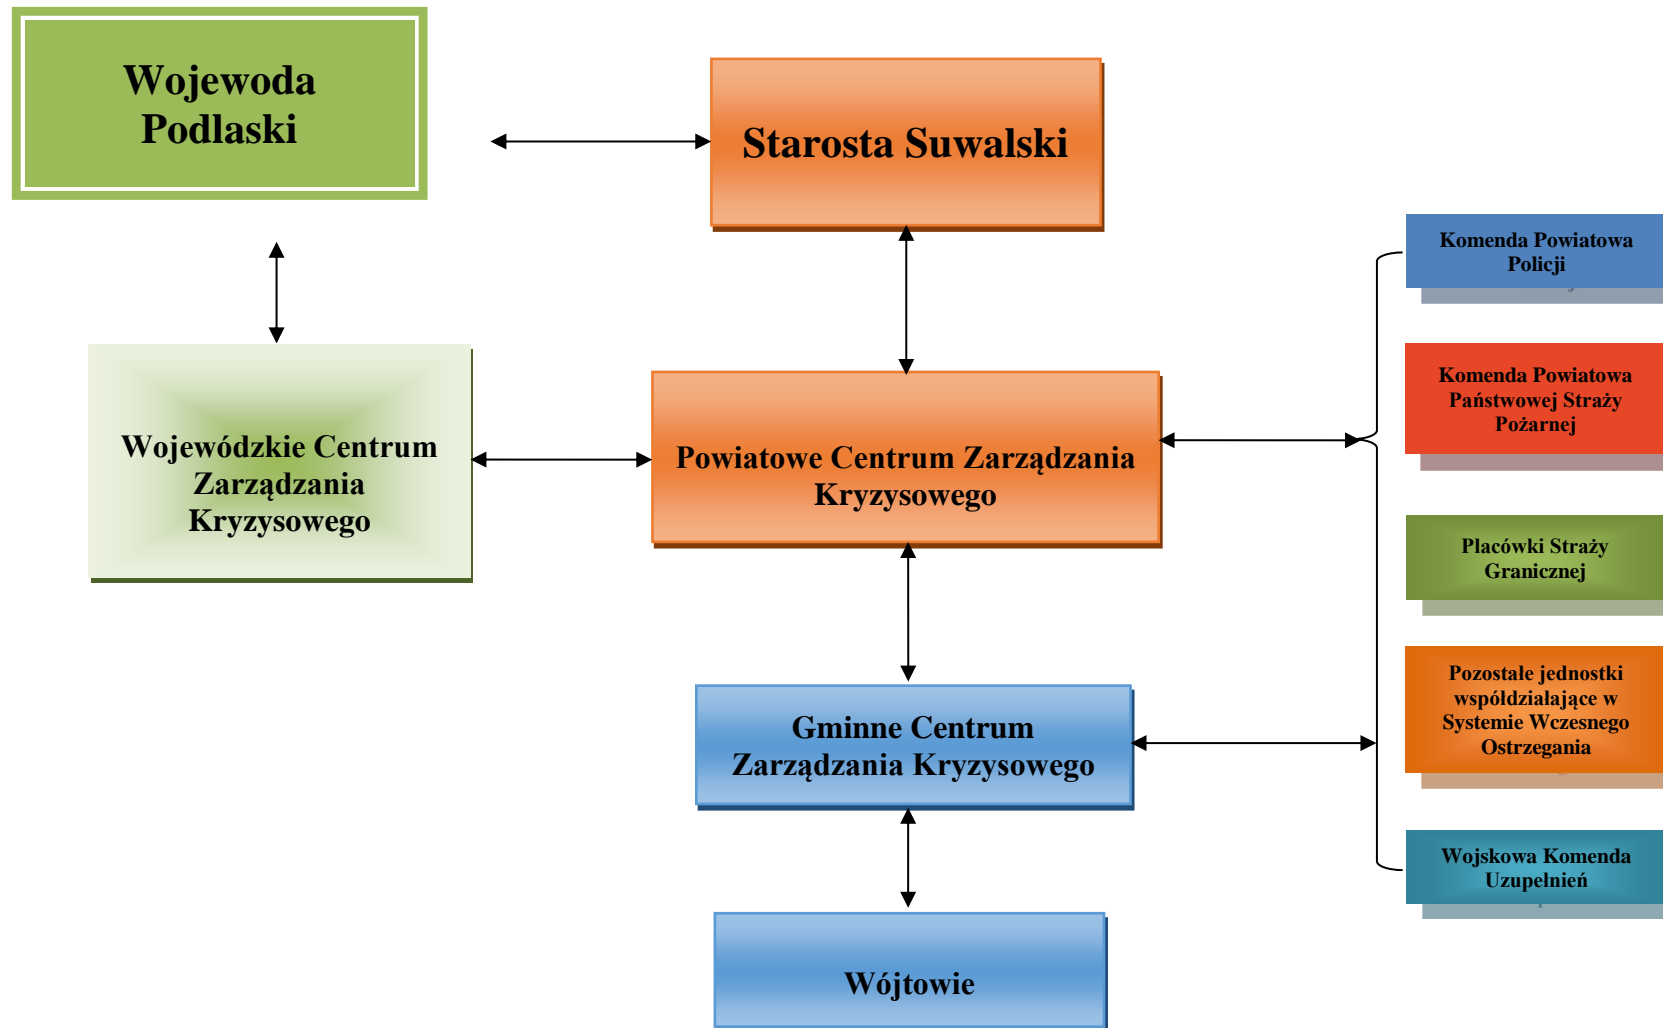 Wojewoda
Podlaski
Starosta Suwalski
Komenda Powiatowa
Policji
Komenda Powiatowa
Państwowej Straży
Pożarnej
Wojewódzkie Centrum
Zarządzania
Kryzysowego
Powiatowe Centrum Zarządzania
Kryzysowego
Placówki Straży
Granicznej
Pozostałe jednostki
współdziałające w
Systemie Wczesnego
Ostrzegania
Gminne Centrum
Zarządzania Kryzysowego
Wojskowa Komenda
Uzupełnień
Wójtowie